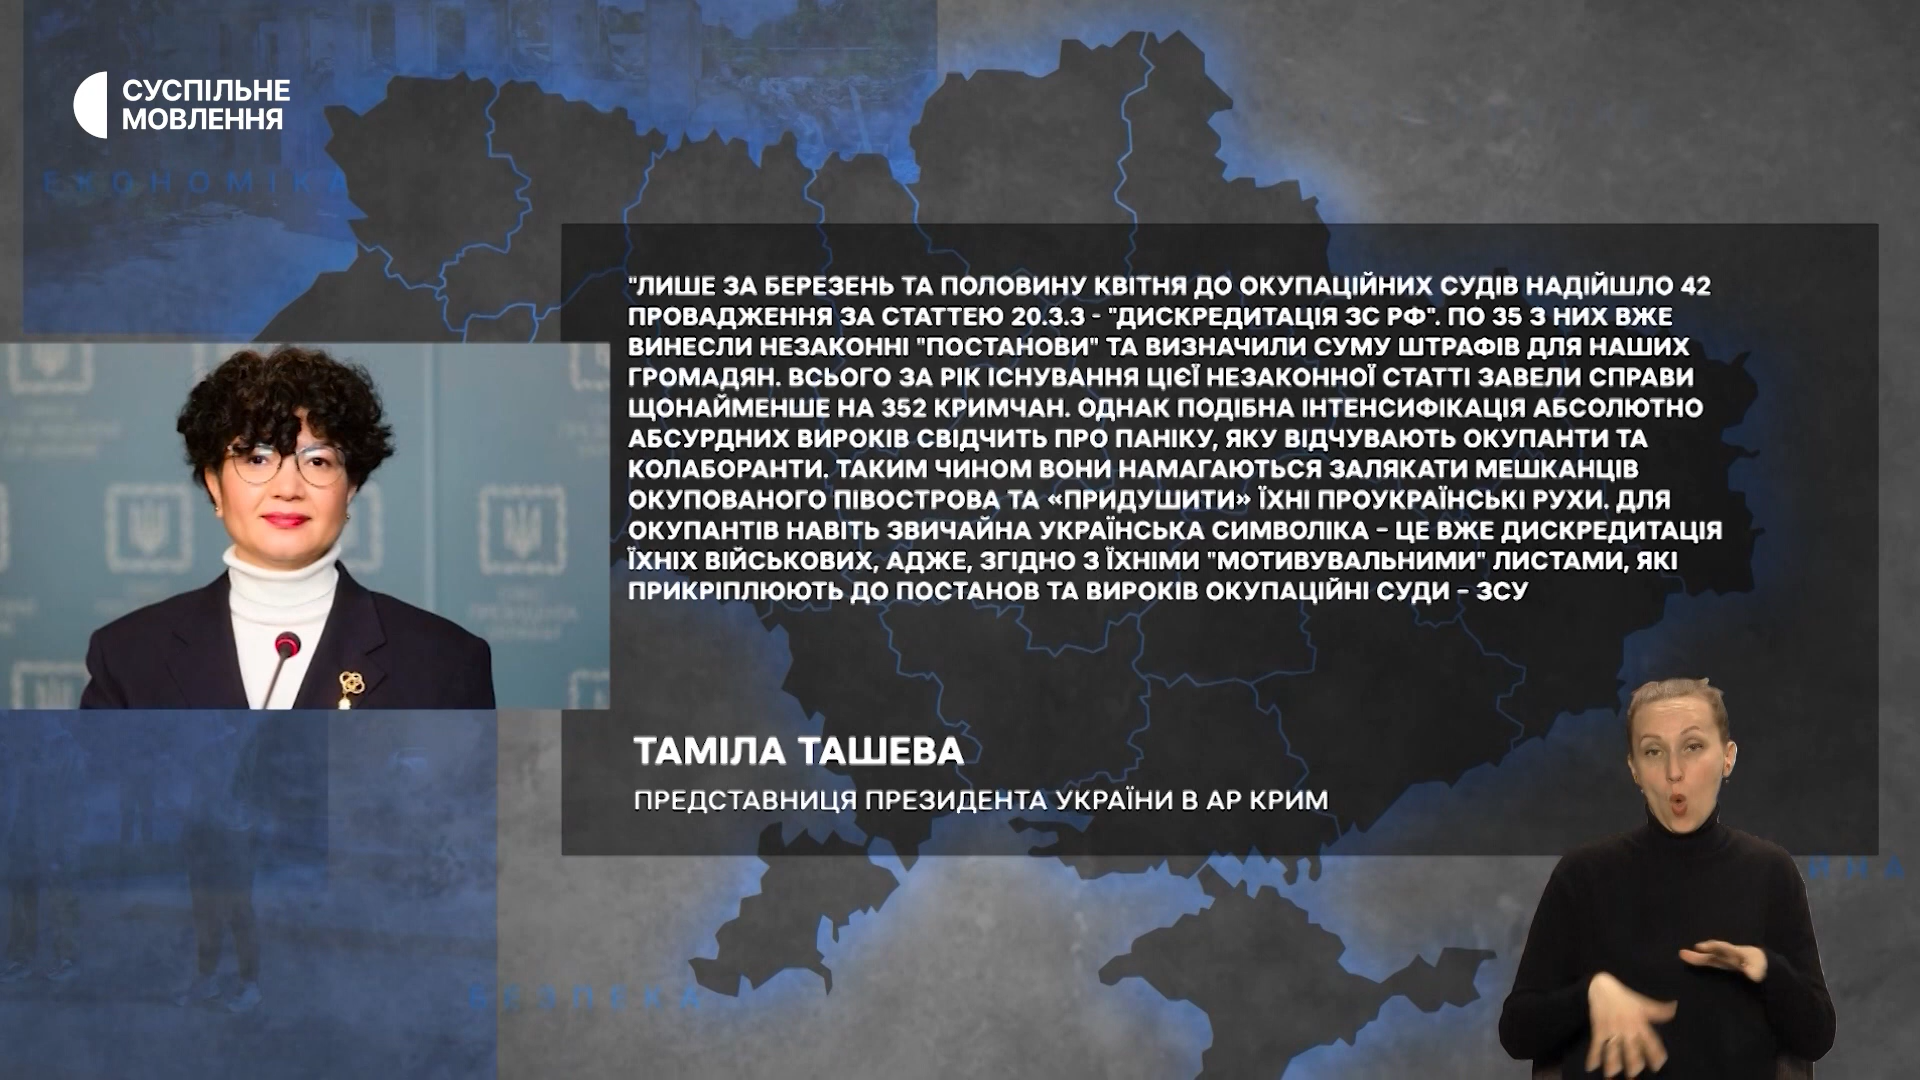 СУСПІЛЬНЕ
МОВЛЕННЯ
ЕКОНОМІКА
"ЛИШЕ ЗА БЕРЕЗЕНЬ ТА ПОЛОВИНУ КВІТНЯ ДО ОКУПАЦІЙНИХ СУДІВ НАДІЙШЛО 42
ПРОВАДЖЕННЯ ЗА СТАТТЕЮ 20.3.3 - "ДИСКРЕДИТАЦІЯ ЗС РФ". ПО 35 З НИХ ВЖЕ
ВИНЕСЛИ НЕЗАКОННІ "ПОСТАНОВИ" ТА ВИЗНАЧИЛИ СУМУ ШТРАФІВ ДЛЯ НАШИХ
ГРОМАДЯН. ВСЬОГО ЗА РІК ІСНУВАННЯ ЦІЄЇ НЕЗАКОННОЇ СТАТТІ ЗАВЕЛИ СПРАВИ
ЩОНАЙМЕНШЕ НА 352 КРИМЧАН. ОДНАК ПОДІБНА ІНТЕНСИФІКАЦІЯ АБСОЛЮТНО
АБСУРДНИХ ВИРОКІВ СВІДЧИТЬ ПРО ПАНІКУ, ЯКУ ВІДЧУВАЮТЬ ОКУПАНТИ ТА
КОЛАБОРАНТИ. ТАКИМ ЧИНОМ ВОНИ НАМАГАЮТЬСЯ ЗАЛЯКАТИ МЕШКАНЦІВ
ОКУПОВАНОГО ПІВОСТРОВА ТА «ПРИДУШИТИ» ЇХНІ ПРОУКРАЇНСЬКІ РУХИ. ДЛЯ
ОКУПАНТІВ НАВІТЬ ЗВИЧАЙНА УКРАЇНСЬКА СИМВОЛІКА – ЦЕ ВЖЕ ДИСКРЕДИТАЦІЯ
ЇХНІХ ВІЙСЬКОВИХ, АДЖЕ, ЗГІДНО З ЇХНІМИ "МОТИВУВАЛЬНИМИ" ЛИСТАМИ, ЯКІ
ПРИКРІПЛЮЮТЬ ДО ПОСТАНОВ ТА ВИРОКІВ ОКУПАЦІЙНІ СУДИ – ЗСУ
ТАМІЛА ТАШЕВА
ПРЕДСТАВНИЦЯ ПРЕЗИДЕНТА УКРАЇНИ В АР КРИМ
БЕЗПЕКА